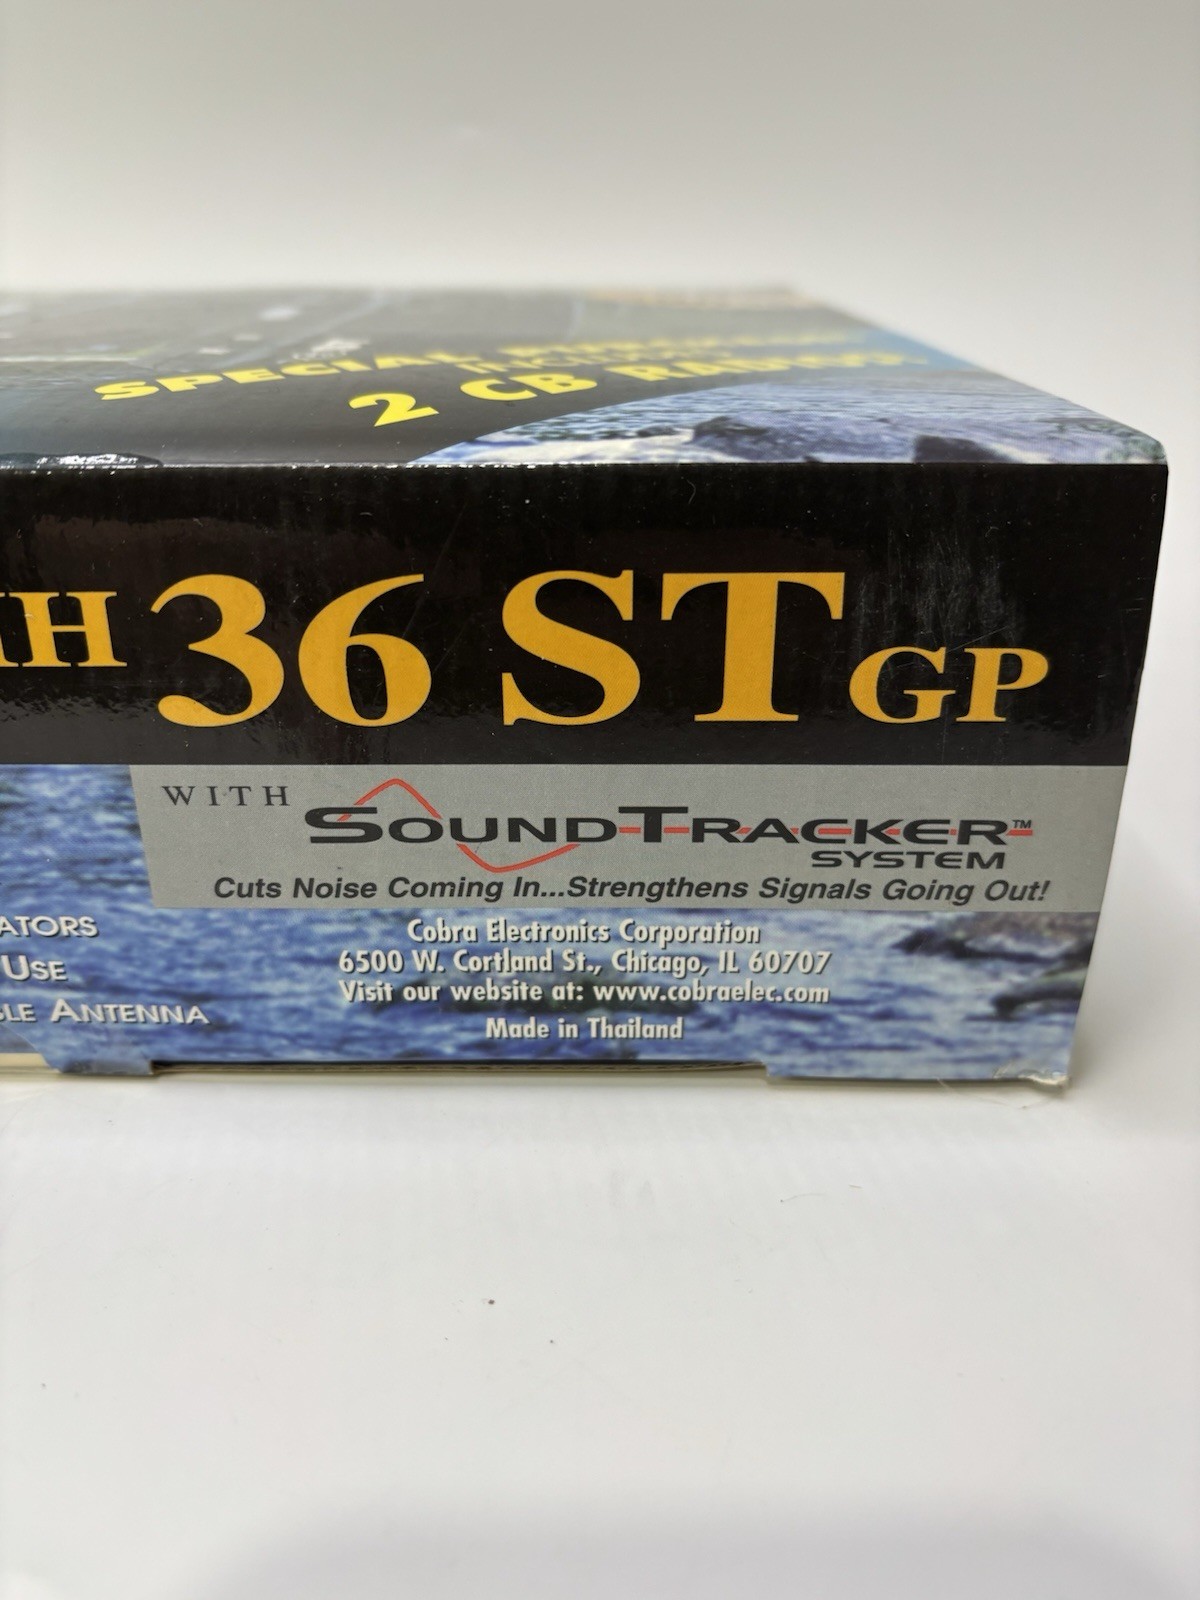 SPECIAL
2 CB RADIOS
H 36 ST GP
WITH
SOUNDTRACKER™
SYSTEM
Cuts Noise Coming In...Strengthens Signals Going Out!
ATORS
USE
LE ANTENNA
Cobra Electronics Corporation
6500 W. Cortland St., Chicago, IL 60707
Visit our website at: www.cobraelec.com
Made in Thailand